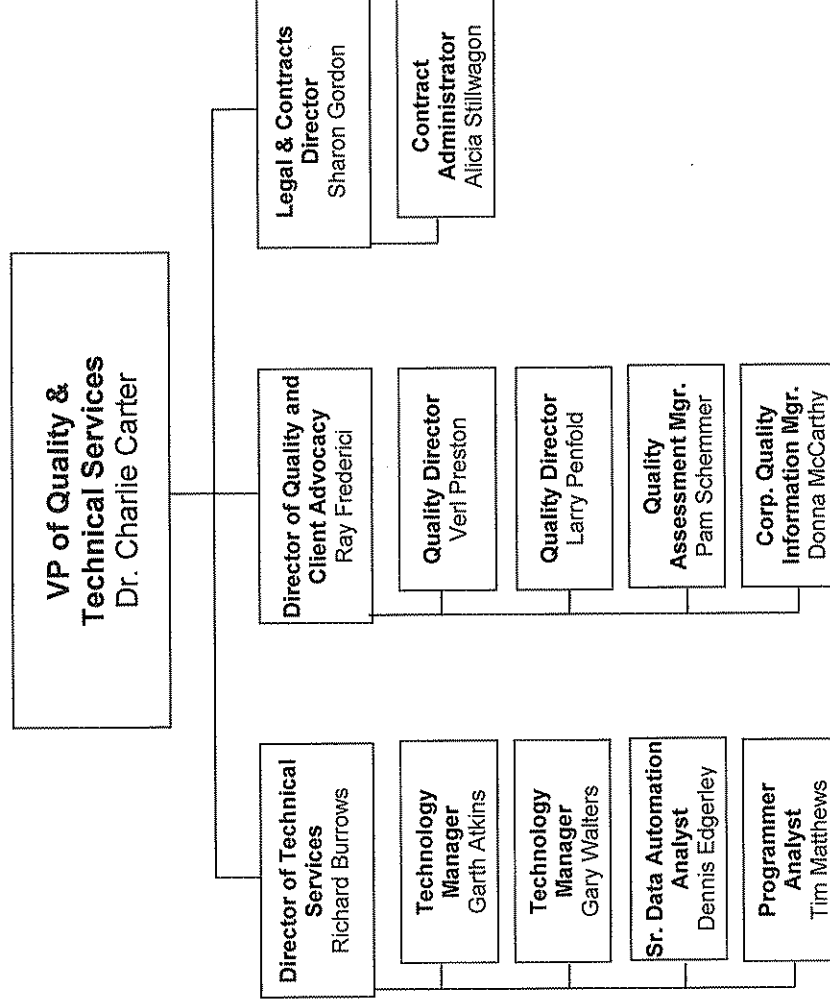 VP of Quality &
Technical Services
Dr. Charlie Carter
Director of Technical
Services
Richard Burrows
Technology
Manager
Garth Atkins
Technology
Manager
Gary Walters
Sr. Data Automation
Analyst
Dennis Edgerley
Programmer
Analyst
Tim Matthews
Director of Quality and
Client Advocacy
Ray Frederici
Quality Director
Verl Preston
Quality Director
Larry Penfold
Quality
Assessment Mgr.
Pam Schemmer
Corp. Quality
Information Mgr.
Donna McCarthy
Legal & Contracts
Director
Sharon Gordon
Contract
Administrator
Alicia Stillwagon